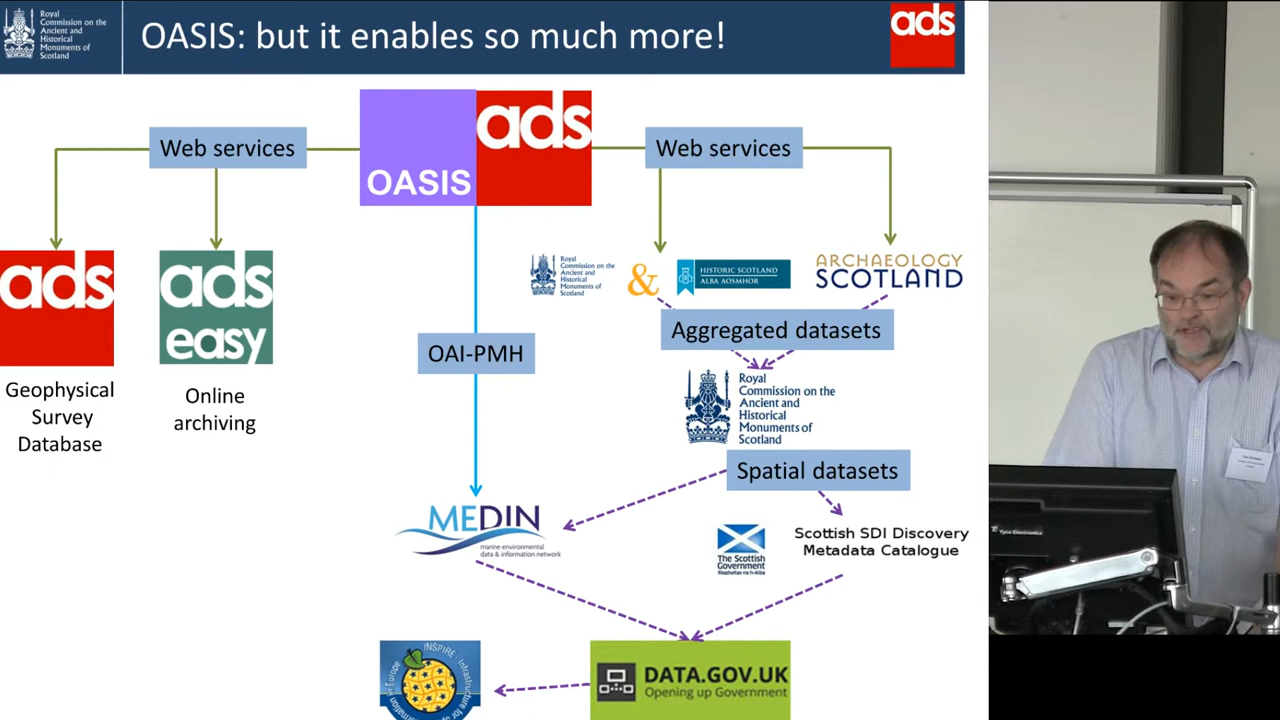 Royal
Commission on the
Ancient and
Historical
Monuments of
Scotland
OASIS: but it enables so much more!
ads
Web services
OASIS
ads
Web services
ads
ads
easy
Geophysical
Survey
Database
Online
archiving
Royal
Commission on the
Ancient and
Historical
Monuments of
Scotland
&
HISTORIC SCOTLAND
ALBA AOSMHOR
ARCHAEOLOGY
SCOTLAND
Aggregated datasets
OAI-PMH
Royal
Commission on the
Ancient and
Historical
Monuments of
Scotland
Spatial datasets
MEDIN
marine environmental
data & information network
The Scottish
Government
Scottish SDI Discovery
Metadata Catalogue
INSPIRE
DATA.GOV.UK
Opening up Government
Tyco Electronics